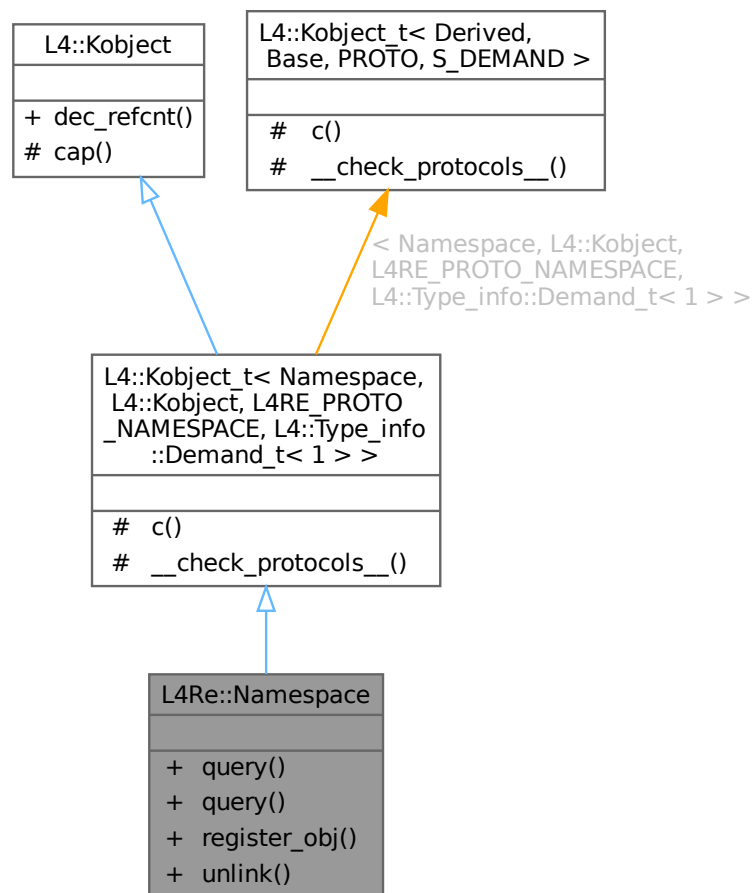 L4::Kobject
+ dec_refcnt()
# cap()
L4::Kobject_t< Derived,
Base, PROTO, S_DEMAND >
# c()
# __check_protocols__()
< Namespace, L4::Kobject,
L4RE_PROTO_NAMESPACE,
L4::Type_info::Demand_t< 1 > >
L4::Kobject_t< Namespace,
L4::Kobject, L4RE_PROTO
_NAMESPACE, L4::Type_info
::Demand_t< 1 > >
# c()
# __check_protocols__()
L4Re::Namespace
+ query()
+ query()
+ register_obj()
+ unlink()